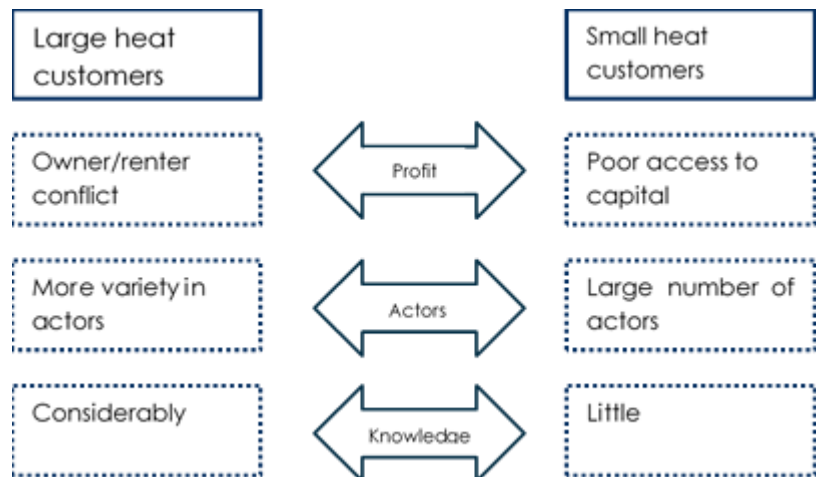 Large heat
customers
Small heat
customers
Owner/renter
conflict
Profit
Poor access to
capital
More variety in
actors
Actors
Large number of
actors
Considerably
Knowledge
Little